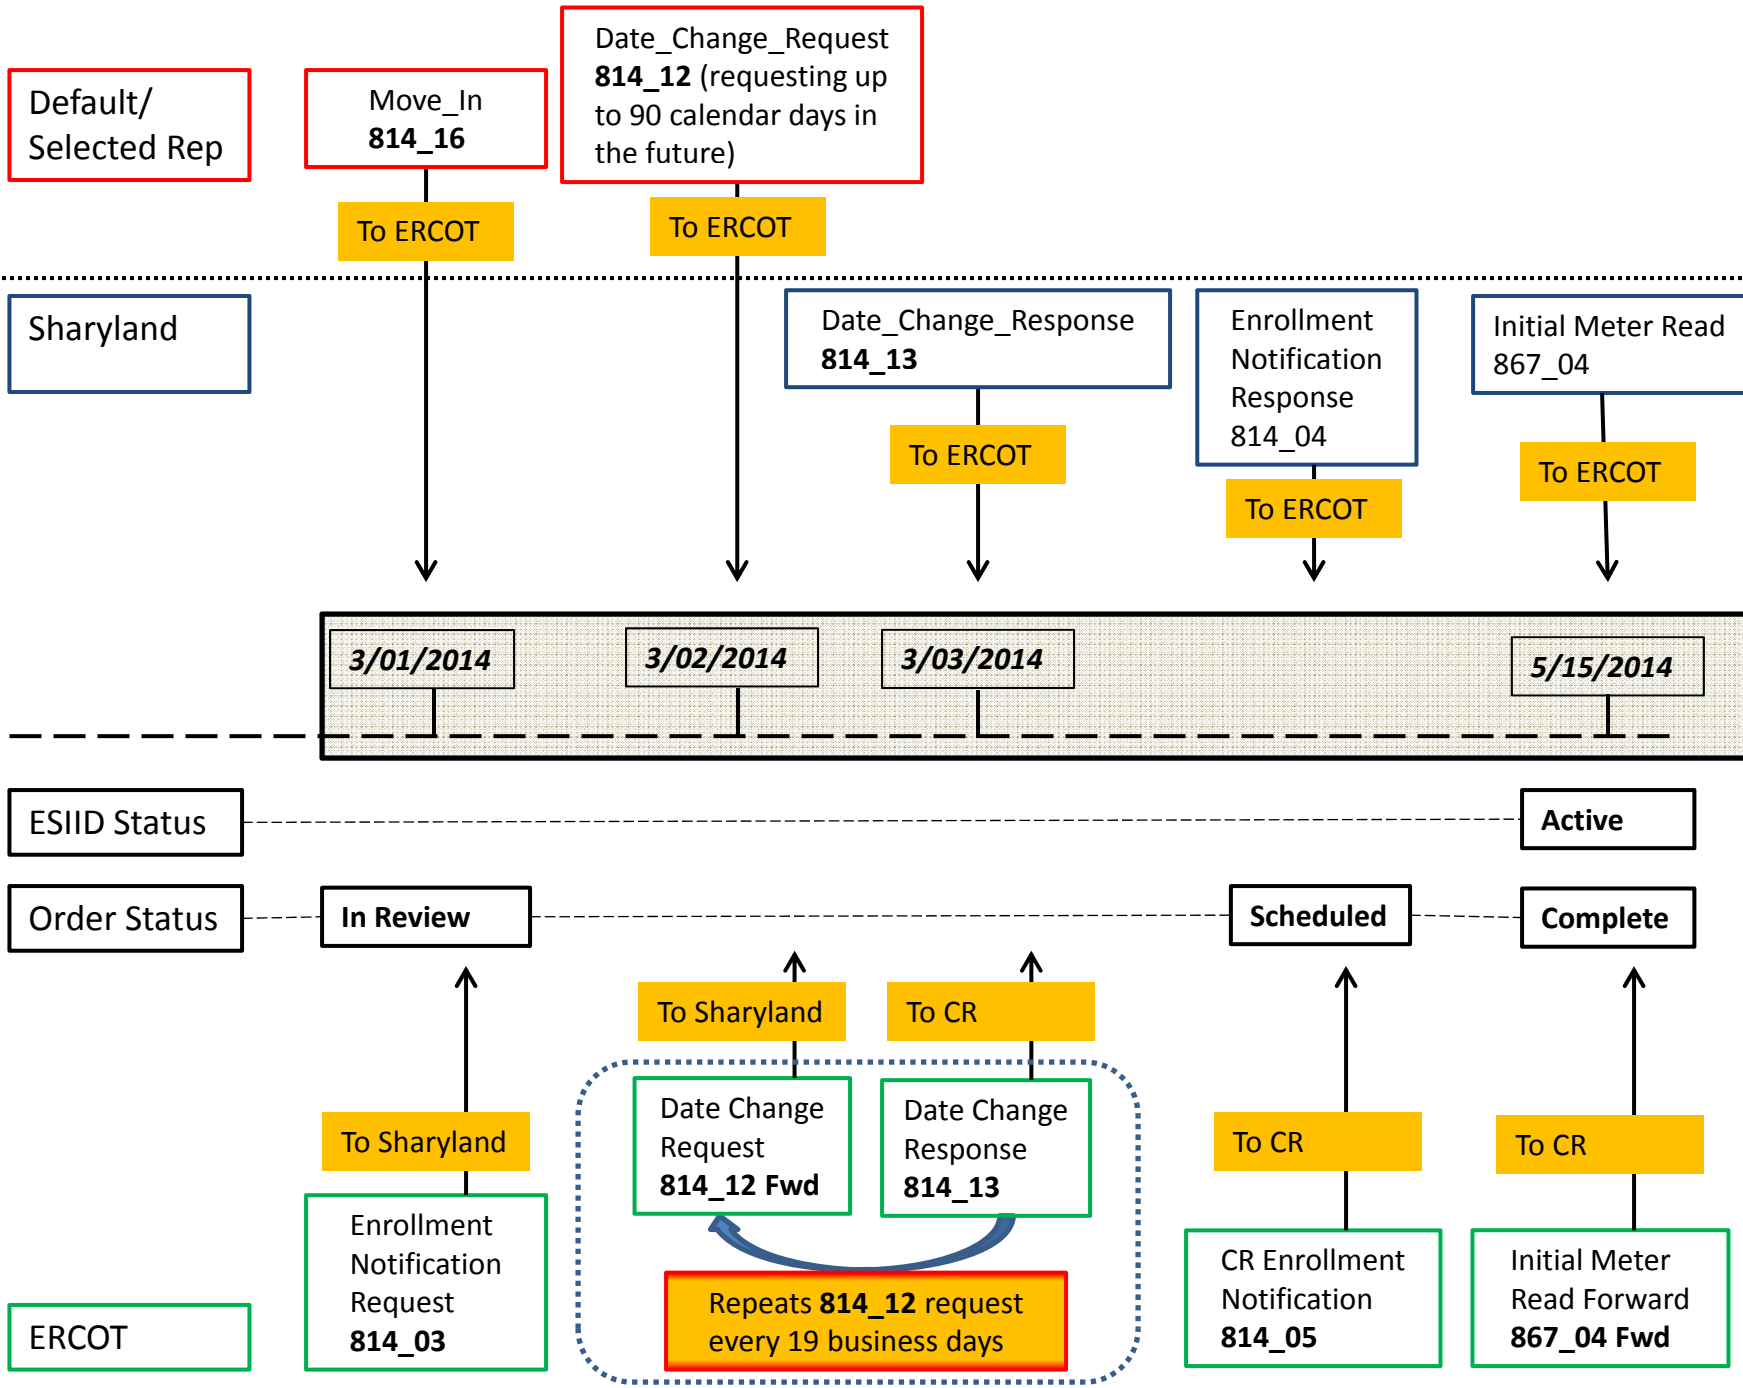 Default/
Selected Rep
Move_In
814_16
Date_Change_Request
814_12 (requesting up
to 90 calendar days in
the future)
To ERCOT
To ERCOT
Sharyland
Date_Change_Response
814_13
Enrollment
Notification
Response
814_04
Initial Meter Read
867_04
To ERCOT
To ERCOT
To ERCOT
3/01/2014
3/02/2014
3/03/2014
5/15/2014
ESIID Status
Active
Order Status
In Review
Scheduled
Complete
To Sharyland
To CR
To Sharyland
To CR
To CR
Date Change
Request
814_12 Fwd
Date Change
Response
814_13
Enrollment
Notification
Request
814_03
CR Enrollment
Notification
814_05
Initial Meter
Read Forward
867_04 Fwd
Repeats 814_12 request
every 19 business days
ERCOT